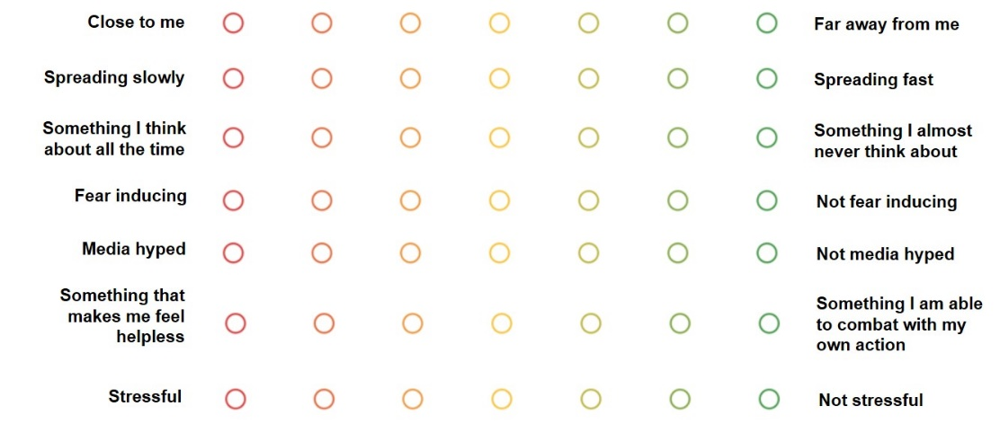 Close to me
Far away from me
Spreading slowly
Spreading fast
Something I think
about all the time
Something I almost
never think about
Fear inducing
Not fear inducing
Media hyped
Not media hyped
Something that
makes me feel
helpless
Something I am able
to combat with my
own action
Stressful
Not stressful